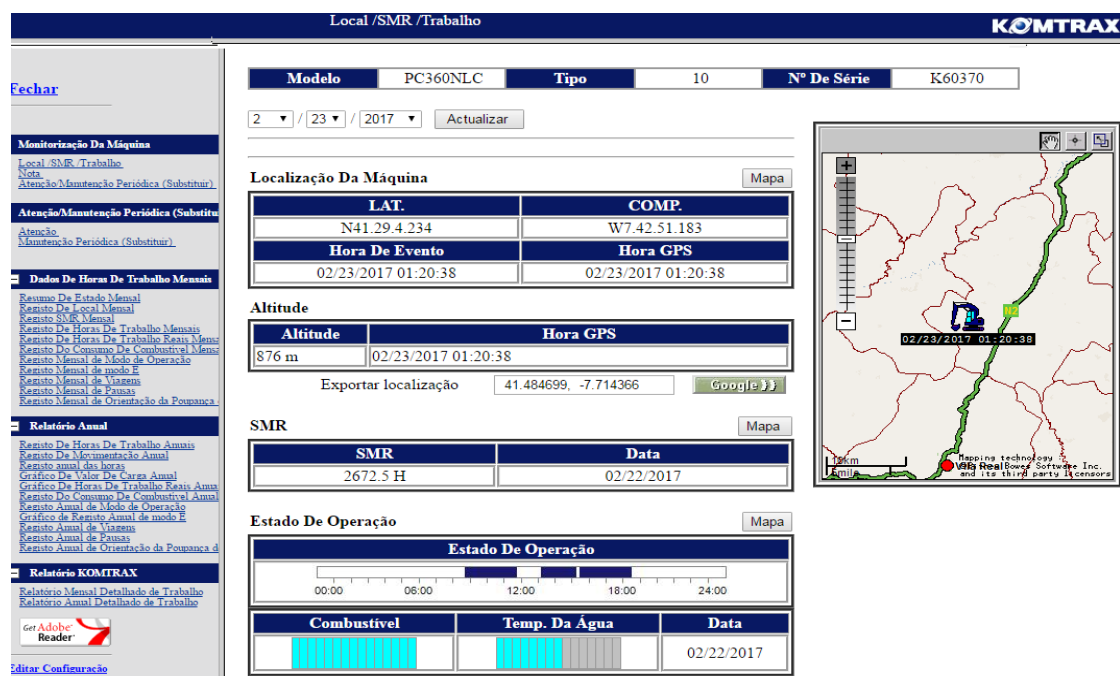 Local /SMR /Trabalho
KOMTRAX
Fechar
Monitorização Da Máquina
Local /SMR /Trabalho
Nota
Atenção/Manutenção Periódica (Substituir)
Atenção/Manutenção Periódica (Substitu
Atenção
Manutenção Periódica (Substituir)
Dados De Horas De Trabalho Mensais
Resumo De Estado Mensal
Registo De Local Mensal
Registo SMR Mensal
Registo De Horas De Trabalho Mensais
Registo De Horas De Trabalho Reais Mensa
Registo Do Consumo De Combustível Mensa
Registo Mensal de Modo de Operação
Registo Mensal de modo E
Registo Mensal de Viagens
Registo Mensal de Pausas
Registo Mensal de Orientação da Poupança
Relatório Anual
Registo De Horas De Trabalho Anuais
Registo De Movimentação Anual
Registo anual das horas
Gráfico De Valor De Carga Anual
Gráfico De Horas De Trabalho Reais Anua
Registo Do Consumo De Combustível Anual
Registo Anual de Modo de Operação
Gráfico de Registo Anual de modo E
Registo Anual de Viagens
Registo Anual de Pausas
Registo Anual de Orientação da Poupança d
Relatório KOMTRAX
Relatório Mensal Detalhado de Trabalho
Relatório Anual Detalhado de Trabalho
Get Adobe
Reader
Editar Configuração
Modelo PC360NLC Tipo 10 Nº De Série K60370
2 / 23 / 2017 Actualizar
Localização Da Máquina Mapa
LAT. COMP.
N41.29.4.234 W7.42.51.183
Hora De Evento Hora GPS
02/23/2017 01:20:38 02/23/2017 01:20:38
Altitude
Altitude Hora GPS
876 m 02/23/2017 01:20:38
Exportar localização 41.484699, -7.714366 Google
SMR Mapa
SMR Data
2672.5 H 02/22/2017
Estado De Operação Mapa
Estado De Operação
00:00 06:00 12:00 18:00 24:00
Combustível Temp. Da Água Data
02/22/2017
N2
02/23/2017 01:20:38
Mapping technology
Vila Real Bowes Software Inc.
and its third party licensors